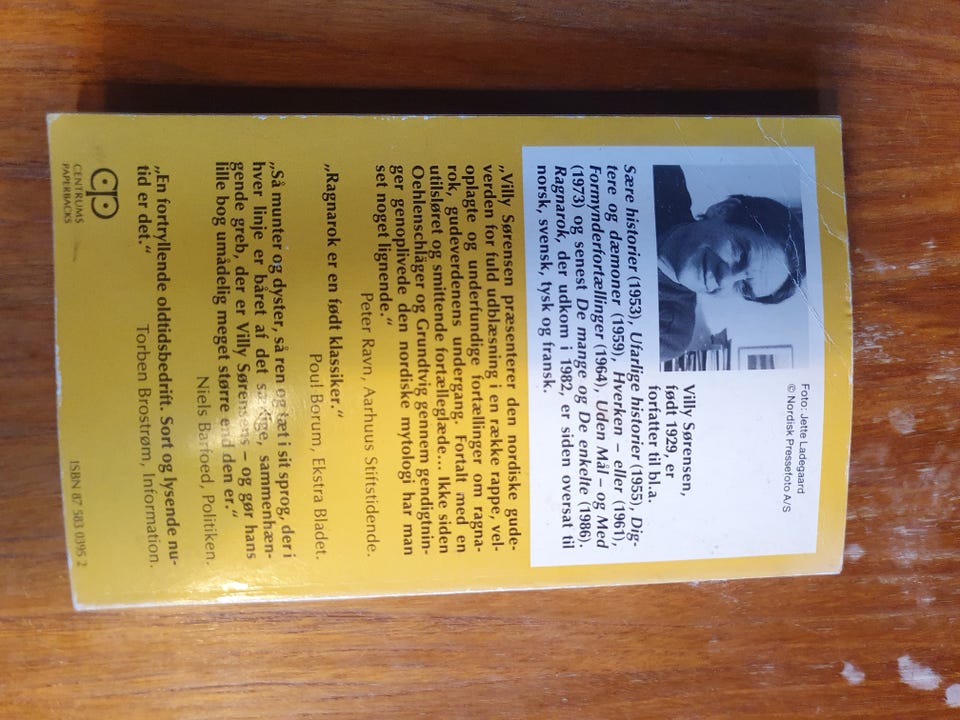 Foto: Jette Ladegaard
© Nordisk Pressefoto A/S
Villy Sørensen,
født 1929, er
forfatter til bl.a.
Sære historier (1953), Ufarlige historier (1955), Dig-
tere og dæmoner (1959), Hverken – eller (1961),
Formynderfortællinger (1964), Uden Mål – og Med
(1973) og senest De mange og De enkelte (1986).
Ragnarok, der udkom i 1982, er siden oversat til
norsk, svensk, tysk og fransk.
„Villy Sørensen præsenterer den nordiske gude-
verden for fuld udblæsning i en række rappe, vel-
oplagte og underfundige fortællinger om ragna-
rok, gudeverdenens undergang. Fortalt med en
utilsløret og smittende fortælleglæde... Ikke siden
Oehlenschläger og Grundtvig gennem gendigtnin-
ger genoplivede den nordiske mytologi har man
set noget lignende.“
Peter Ravn, Aarhuus Stiftstidende.
„Ragnarok er en født klassiker.“
Poul Borum, Ekstra Bladet.
„Så munter og dyster, så ren og tæt i sit sprog, der i
hver linje er båret af det særlige, sammenhæn-
gende greb, der er Villy Sørensens – og gør hans
lille bog umådelig meget større end den er.“
Niels Barfoed, Politiken.
„En fortryllende oldtidsbedrift. Sort og lysende nu-
tid er det.“
Torben Brostrøm, Information.
cp
CENTRUMS
PAPERBACKS
ISBN 87 583 0395 2